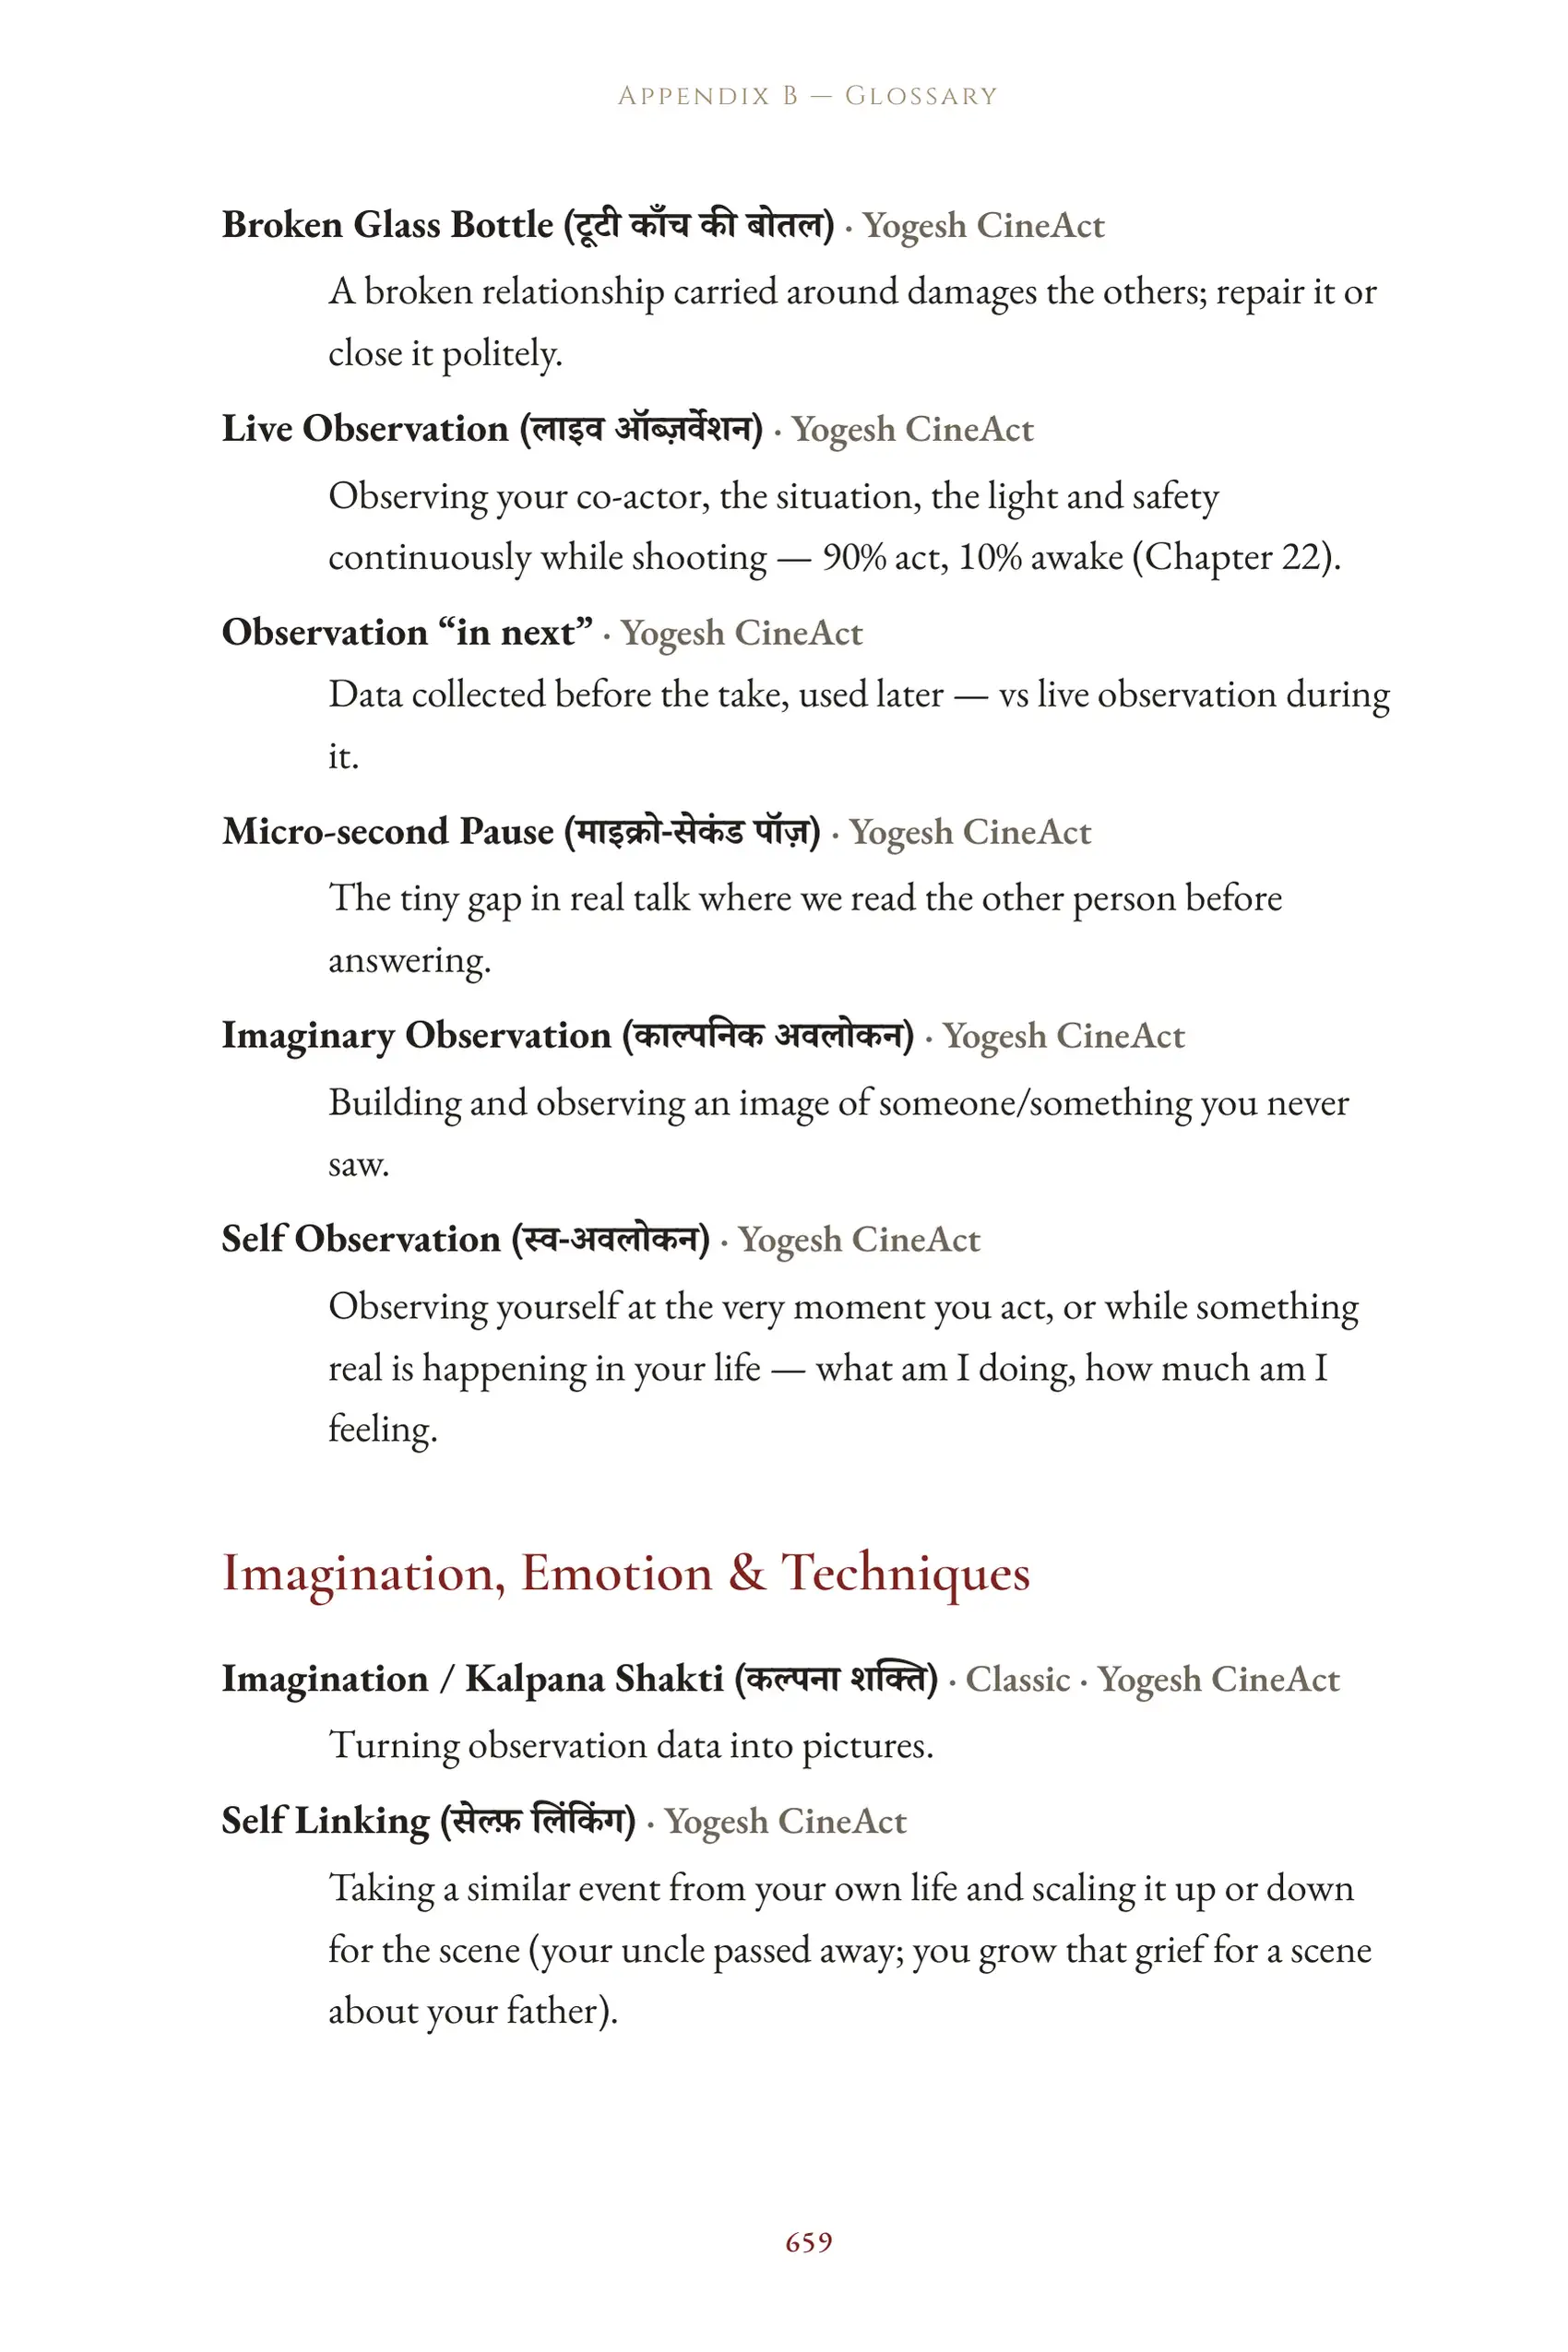 APPENDIX B — GLOSSARY
Broken Glass Bottle (टूटी काँच की बोतल) · Yogesh CineAct
A broken relationship carried around damages the others; repair it or
close it politely.
Live Observation (लाइव ऑब्ज़र्वेशन) · Yogesh CineAct
Observing your co-actor, the situation, the light and safety
continuously while shooting — 90% act, 10% awake (Chapter 22).
Observation “in next” · Yogesh CineAct
Data collected before the take, used later — vs live observation during
it.
Micro-second Pause (माइक्रो-सेकंड पॉज़) · Yogesh CineAct
The tiny gap in real talk where we read the other person before
answering.
Imaginary Observation (काल्पनिक अवलोकन) · Yogesh CineAct
Building and observing an image of someone/something you never
saw.
Self Observation (स्व-अवलोकन) · Yogesh CineAct
Observing yourself at the very moment you act, or while something
real is happening in your life — what am I doing, how much am I
feeling.
Imagination, Emotion & Techniques
Imagination / Kalpana Shakti (कल्पना शक्ति) · Classic · Yogesh CineAct
Turning observation data into pictures.
Self Linking (सेल्फ़ लिंकिंग) · Yogesh CineAct
Taking a similar event from your own life and scaling it up or down
for the scene (your uncle passed away; you grow that grief for a scene
about your father).
659